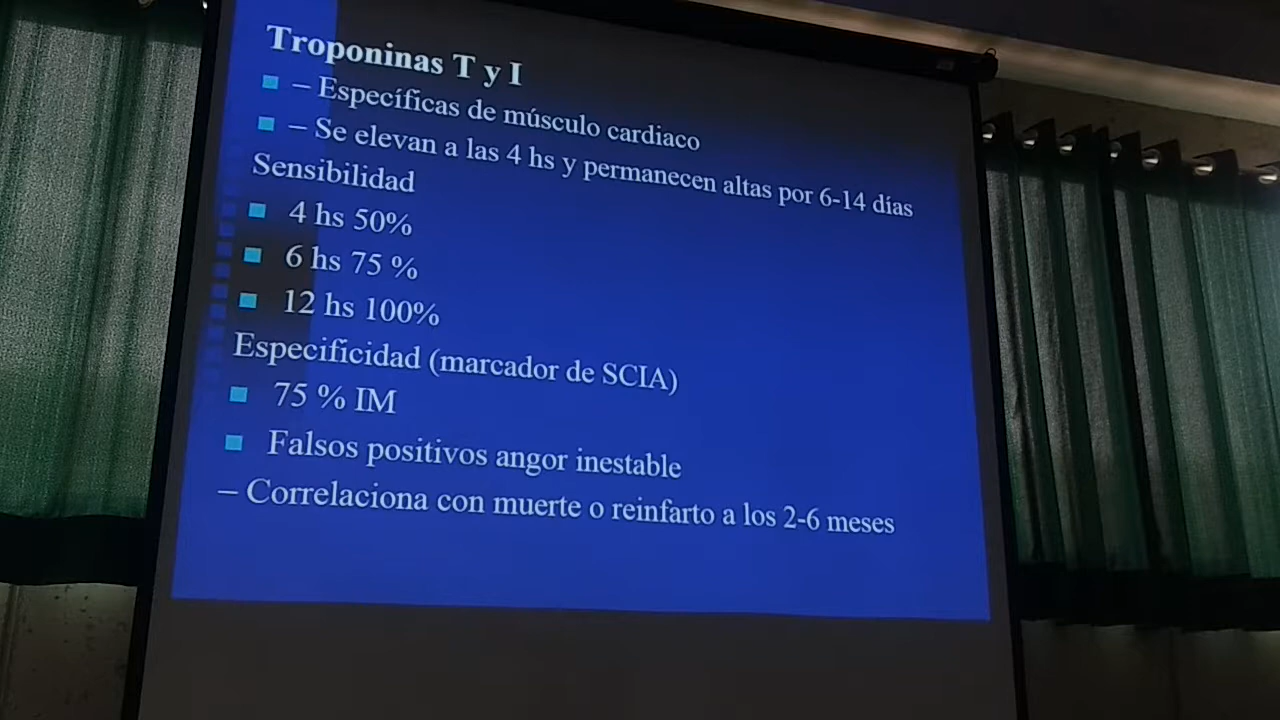 Troponinas T y I
– Específicas de músculo cardiaco
– Se elevan a las 4 hs y permanecen altas por 6-14 días
Sensibilidad
4 hs 50%
6 hs 75 %
12 hs 100%
Especificidad (marcador de SCIA)
75 % IM
Falsos positivos angor inestable
– Correlaciona con muerte o reinfarto a los 2-6 meses